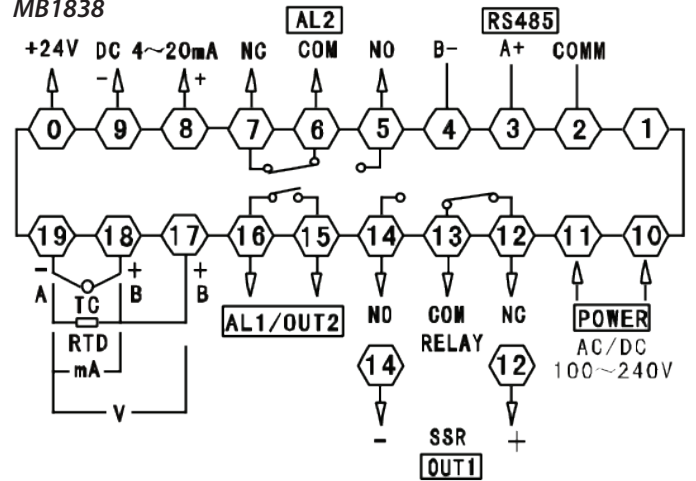 MB1838
AL2 RS485
+24V DC 4~20mA NC COM NO B- A+ COMM
- +
0 9 8 7 6 5 4 3 2 1
19 18 17 16 15 14 13 12 11 10
- + +
A TC B B AL1/OUT2 NO COM NC POWER
RTD RELAY AC/DC
mA 14 12 100~240V
V
- SSR +
OUT1